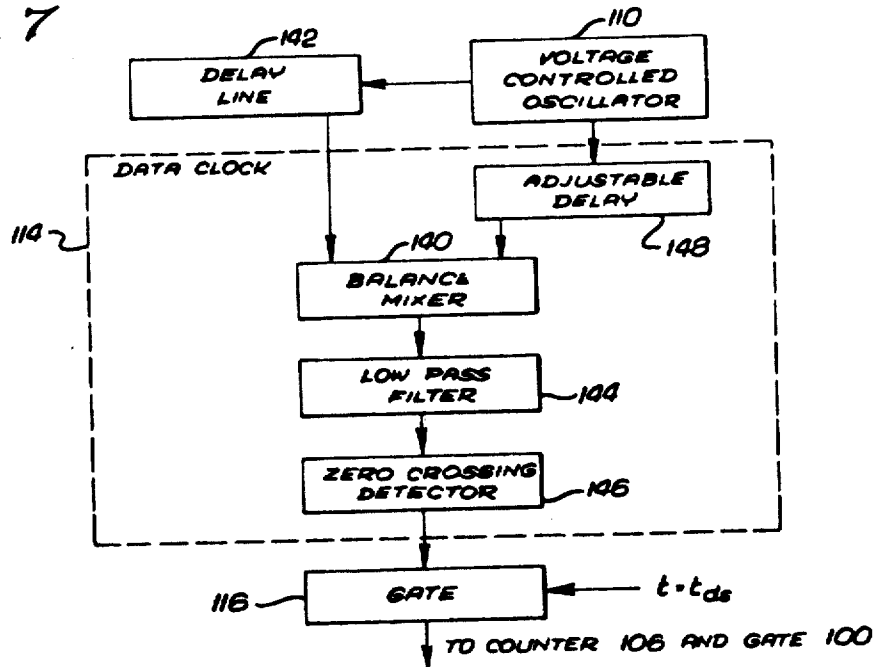 7
142
110
DELAY
LINE
VOLTAGE
CONTROLLED
OSCILLATOR
DATA CLOCK
ADJUSTABLE
DELAY
114
140
148
BALANCE
MIXER
LOW PASS
FILTER
144
ZERO CROSSING
DETECTOR
146
116
GATE
t=tds
TO COUNTER 106 AND GATE 100